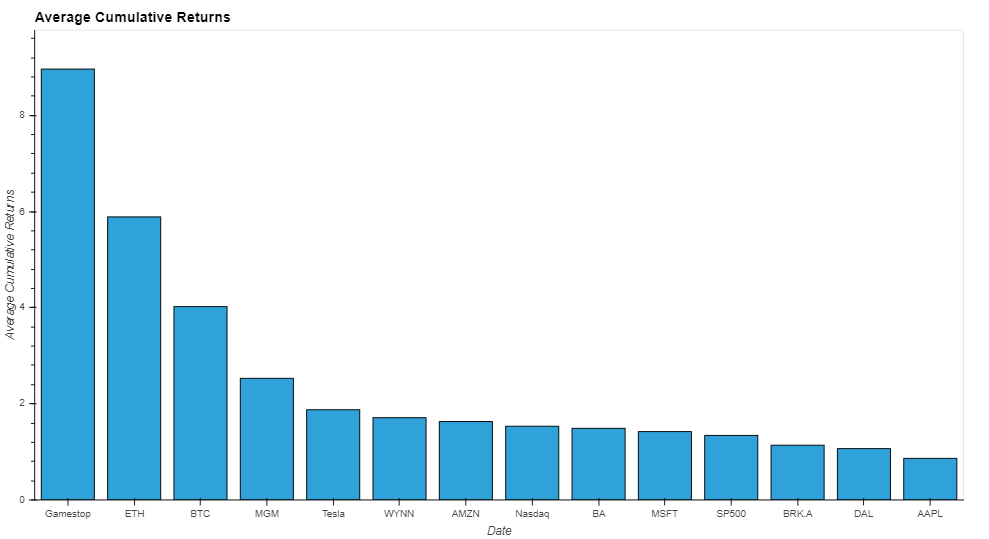 Average Cumulative Returns
Average Cumulative Returns
8
6
4
2
0
Gamestop ETH BTC MGM Tesla WYNN AMZN Nasdaq BA MSFT SP500 BRK.A DAL AAPL
Date